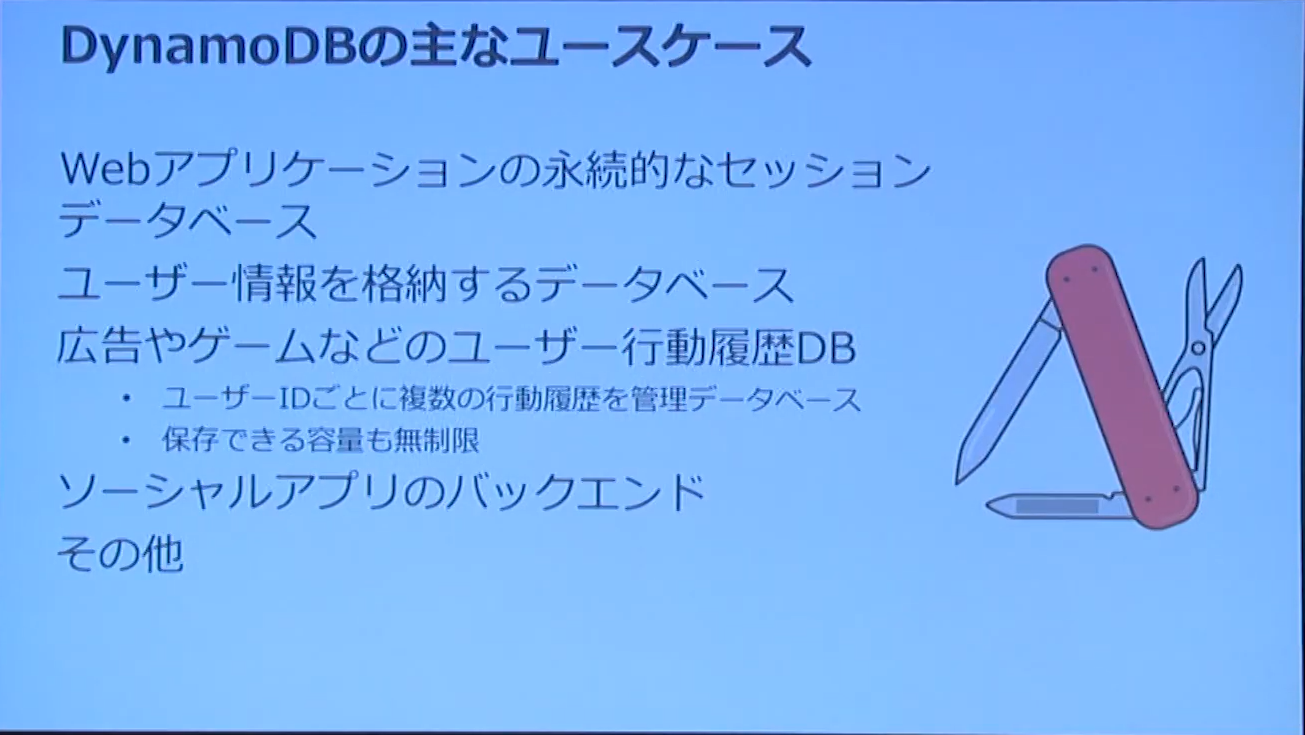 DynamoDBの主なユースケース
Webアプリケーションの永続的なセッション
データベース
ユーザー情報を格納するデータベース
広告やゲームなどのユーザー行動履歴DB
・ ユーザーIDごとに複数の行動履歴を管理データベース
・ 保存できる容量も無制限
ソーシャルアプリのバックエンド
その他